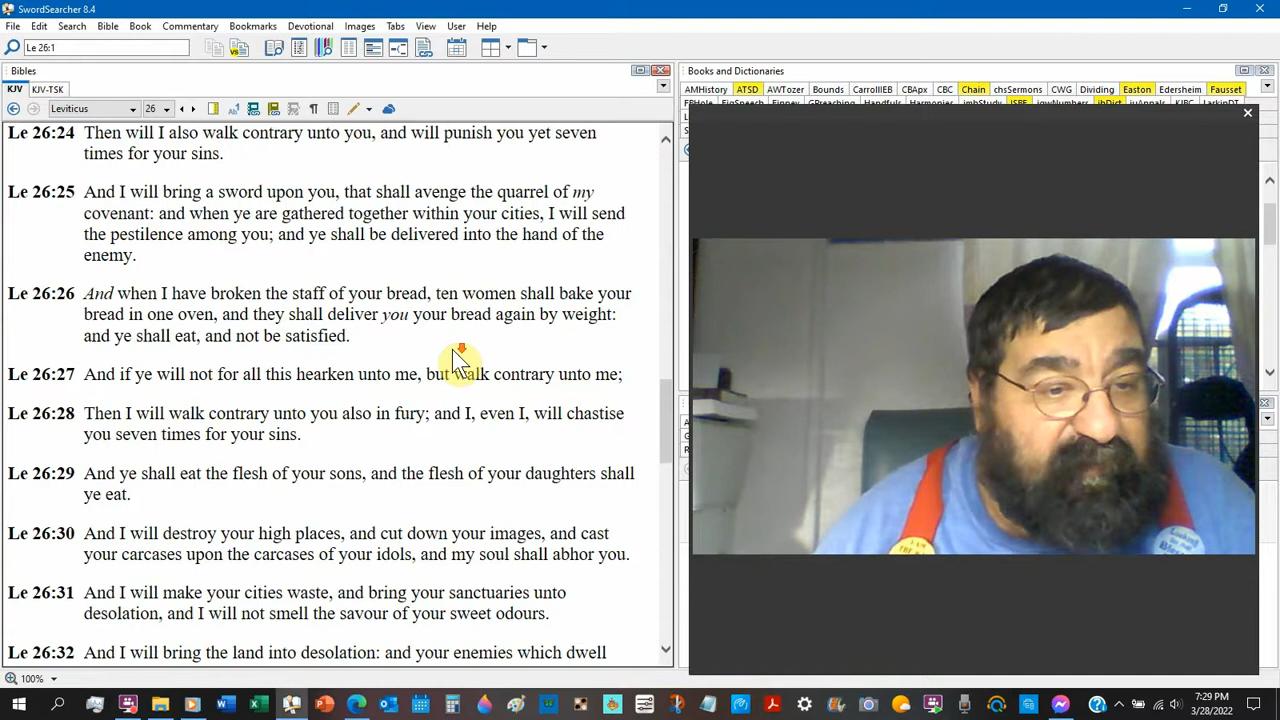 SwordSearcher 8.4
File Edit Search Bible Book Commentary Bookmarks Devotional Images Tabs View User Help
Le 26:1
Bibles
Books and Dictionaries
KJV KJV-TSK
AMHistory ATSD AWTozer Bounds CarrollIEB CBApx CBC Chain chsSermons CWG Dividing Easton Edersheim Fausset
Leviticus 26
Le 26:24 Then will I also walk contrary unto you, and will punish you yet seven
times for your sins.
Le 26:25 And I will bring a sword upon you, that shall avenge the quarrel of my
covenant: and when ye are gathered together within your cities, I will send
the pestilence among you; and ye shall be delivered into the hand of the
enemy.
Le 26:26 And when I have broken the staff of your bread, ten women shall bake your
bread in one oven, and they shall deliver you your bread again by weight:
and ye shall eat, and not be satisfied.
Le 26:27 And if ye will not for all this hearken unto me, but walk contrary unto me;
Le 26:28 Then I will walk contrary unto you also in fury; and I, even I, will chastise
you seven times for your sins.
Le 26:29 And ye shall eat the flesh of your sons, and the flesh of your daughters shall
ye eat.
Le 26:30 And I will destroy your high places, and cut down your images, and cast
your carcases upon the carcases of your idols, and my soul shall abhor you.
Le 26:31 And I will make your cities waste, and bring your sanctuaries unto
desolation, and I will not smell the savour of your sweet odours.
Le 26:32 And I will bring the land into desolation: and your enemies which dwell
100%
7:29 PM
3/28/2022